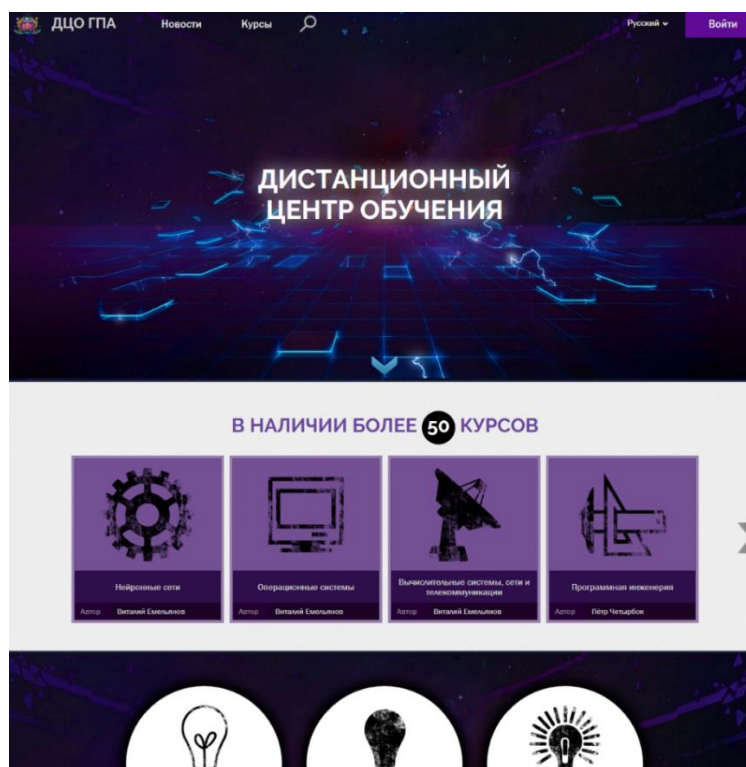 ДЦО ГПА
Новости
Курсы
Русский
Войти
ДИСТАНЦИОННЫЙ
ЦЕНТР ОБУЧЕНИЯ
В НАЛИЧИИ БОЛЕЕ 50 КУРСОВ
Нейронные сети
Автор Виталий Емельянов
Операционные системы
Автор Виталий Емельянов
Вычислительные системы, сети и
телекоммуникации
Автор Виталий Емельянов
Программная инженерия
Автор Пётр Четырбок